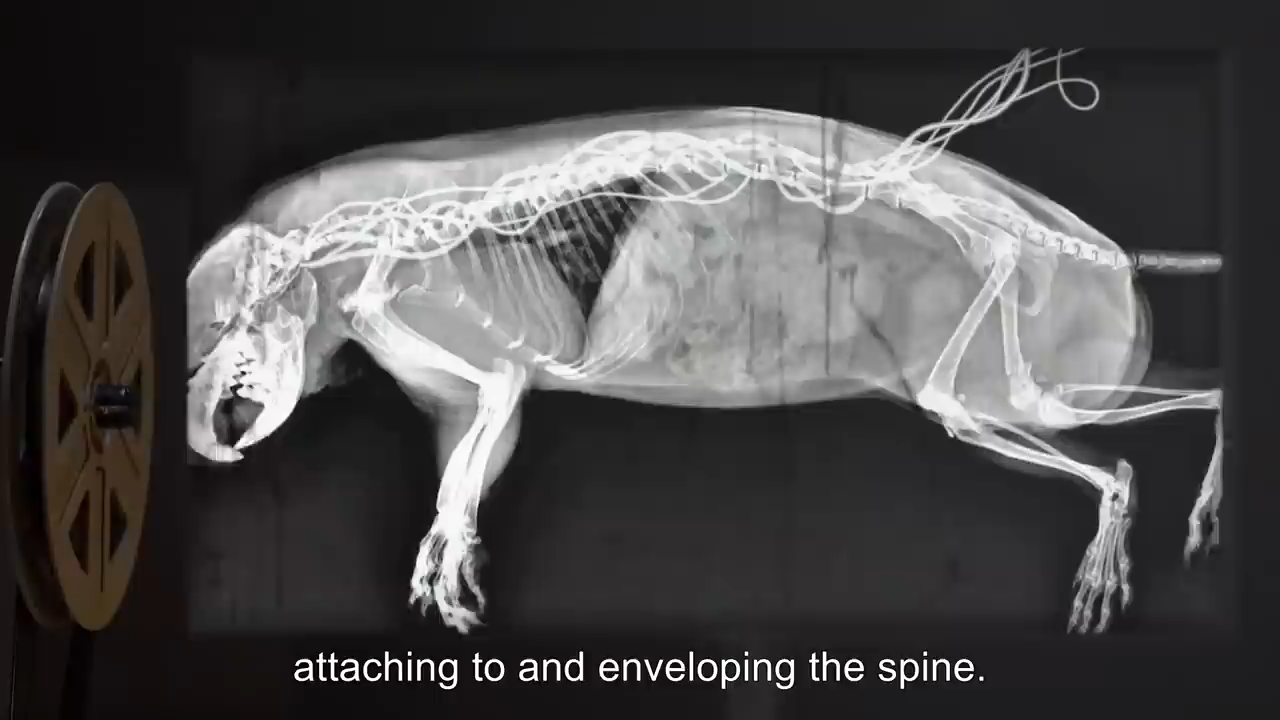 attaching to and enveloping the spine.